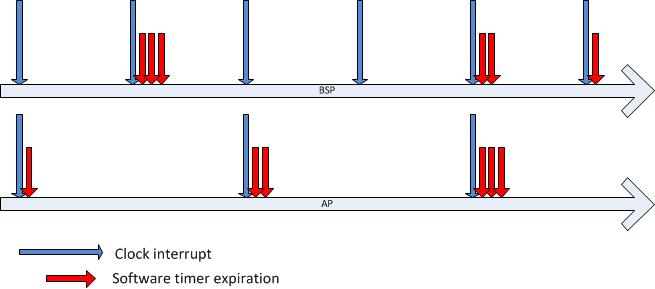 BSP
AP
Clock interrupt
Software timer expiration